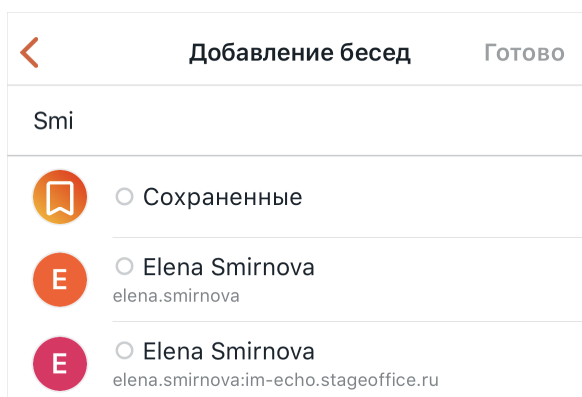 Добавление бесед Готово
Smi
Сохраненные
E Elena Smirnova
elena.smirnova
E Elena Smirnova
elena.smirnova:im-echo.stageoffice.ru